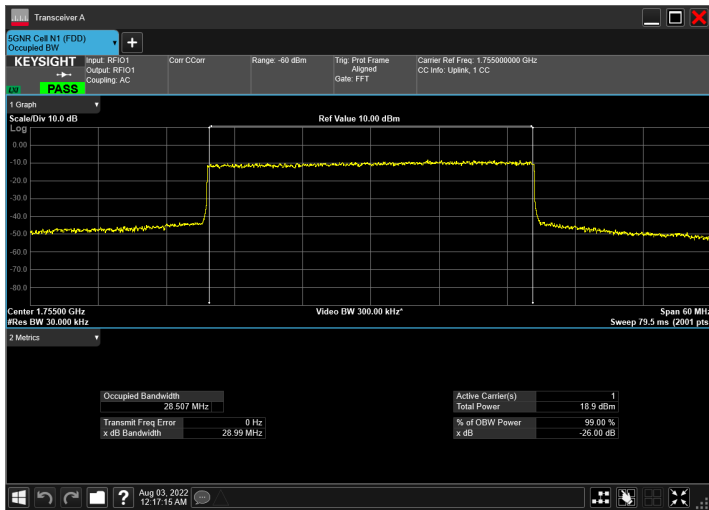 Transceiver A
5GNR Cell N1 (FDD)
Occupied BW
KEYSIGHT
Input: RFIO1
Output: RFIO1
Coupling: AC
Corr CCorr
Range: -60 dBm
Trig: Prot Frame
Aligned
Gate: FFT
Carrier Ref Freq: 1.755000000 GHz
CC Info: Uplink, 1 CC
LXI
PASS
1 Graph
Scale/Div 10.0 dB
Ref Value 10.00 dBm
Log
0.00
-10.0
-20.0
-30.0
-40.0
-50.0
-60.0
-70.0
-80.0
Center 1.75500 GHz
Video BW 300.00 kHz*
Span 60 MHz
#Res BW 30.000 kHz
Sweep 79.5 ms (2001 pts)
2 Metrics
Occupied Bandwidth
28.507 MHz
Transmit Freq Error 0 Hz
x dB Bandwidth 28.99 MHz
Active Carrier(s) 1
Total Power 18.9 dBm
% of OBW Power 99.00 %
x dB -26.00 dB
Aug 03, 2022
12:17:15 AM